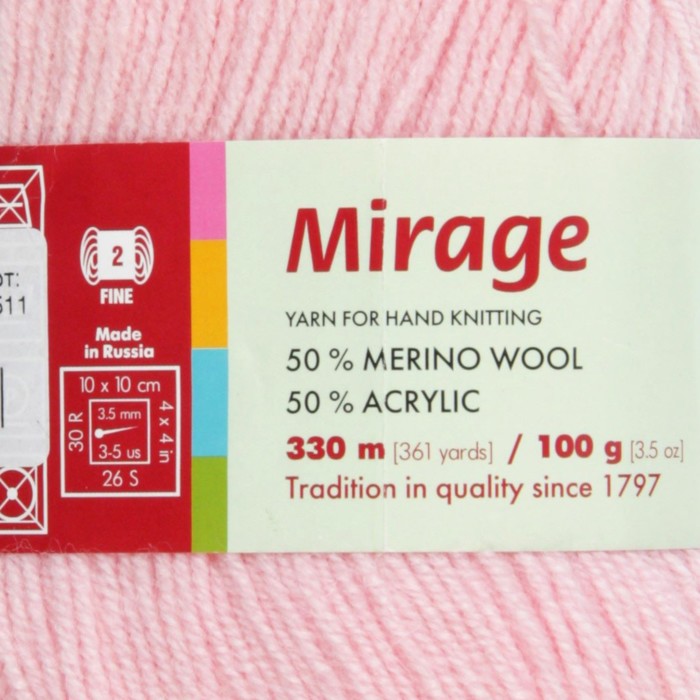 511
2
FINE
Made
in Russia
10 x 10 cm
30 R
3.5 mm
3-5 us
4 x 4 in
26 S
Mirage
YARN FOR HAND KNITTING
50 % MERINO WOOL
50 % ACRYLIC
330 m [361 yards] / 100 g [3.5 oz]
Tradition in quality since 1797